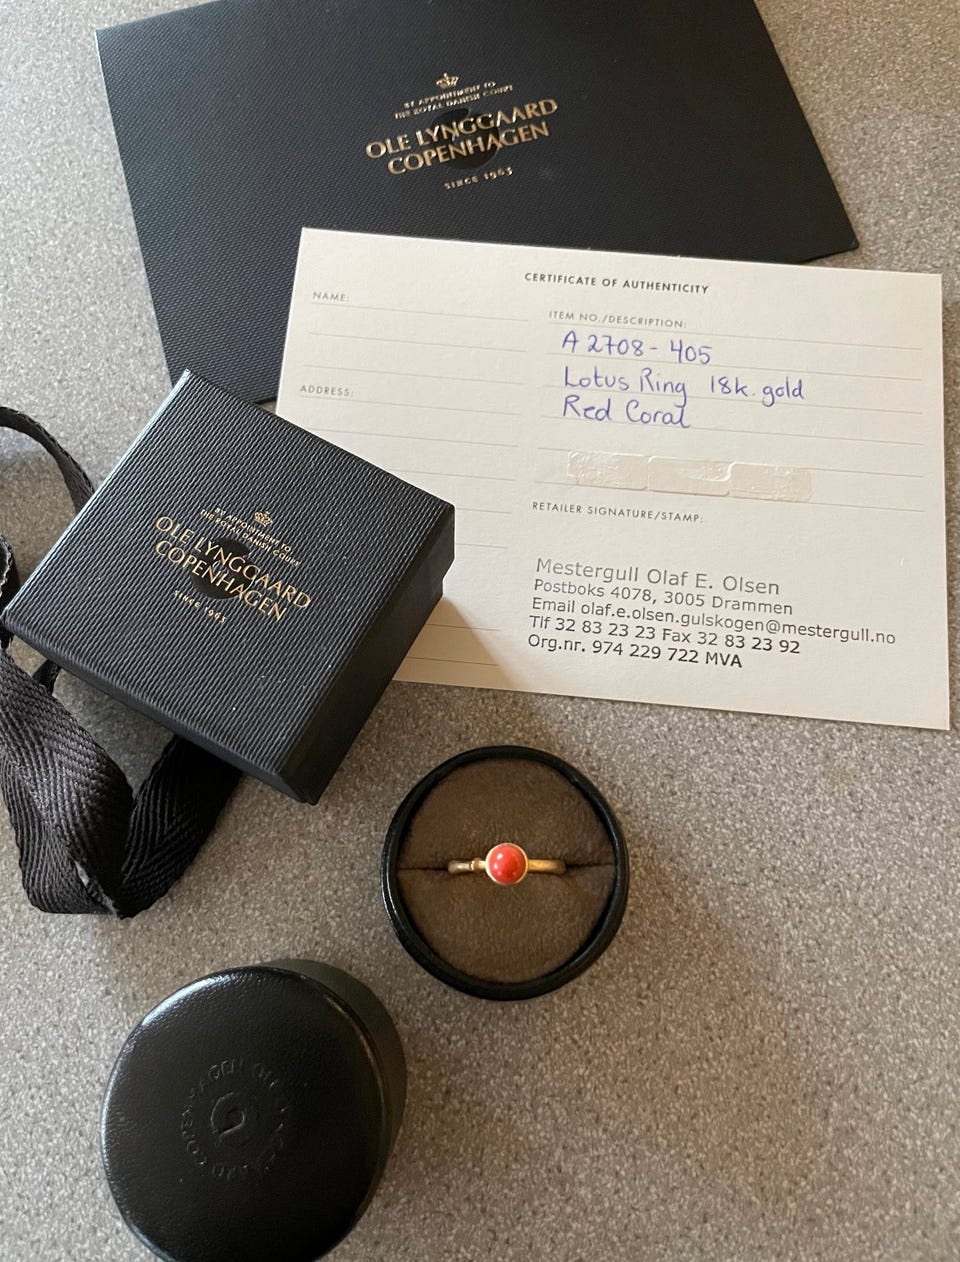 BY APPOINTMENT TO
THE ROYAL DANISH COURT
OLE LYNGGAARD
COPENHAGEN
SINCE 1963
CERTIFICATE OF AUTHENTICITY
NAME:
ADDRESS:
ITEM NO./DESCRIPTION:
A 2708 - 405
Lotus Ring 18k. gold
Red Coral
RETAILER SIGNATURE/STAMP:
Mestergull Olaf E. Olsen
Postboks 4078, 3005 Drammen
Email olaf.e.olsen.gulskogen@mestergull.no
Tlf 32 83 23 23 Fax 32 83 23 92
Org.nr. 974 229 722 MVA
BY APPOINTMENT TO
THE ROYAL DANISH COURT
OLE LYNGGAARD
COPENHAGEN
SINCE 1963
OLE LYNGGAARD COPENHAGEN